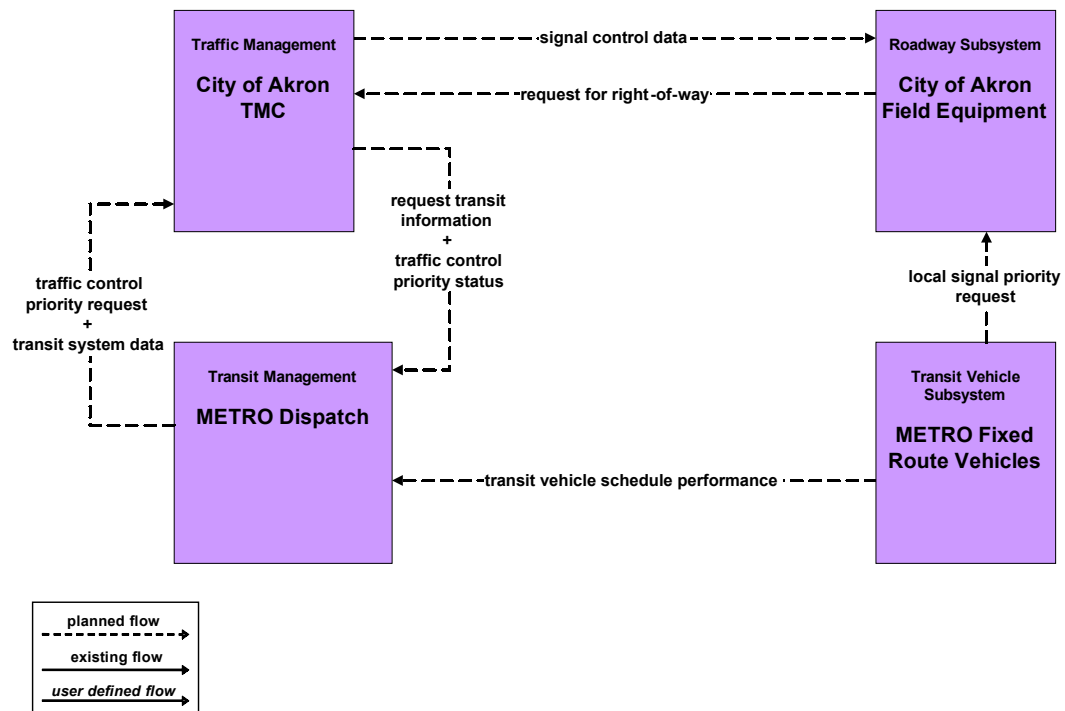 Traffic Management
City of Akron
TMC
signal control data
request for right-of-way
Roadway Subsystem
City of Akron
Field Equipment
request transit
information
+
traffic control
priority status
traffic control
priority request
+
transit system data
local signal priority
request
Transit Management
METRO Dispatch
Transit Vehicle
Subsystem
METRO Fixed
Route Vehicles
transit vehicle schedule performance
planned flow
existing flow
user defined flow